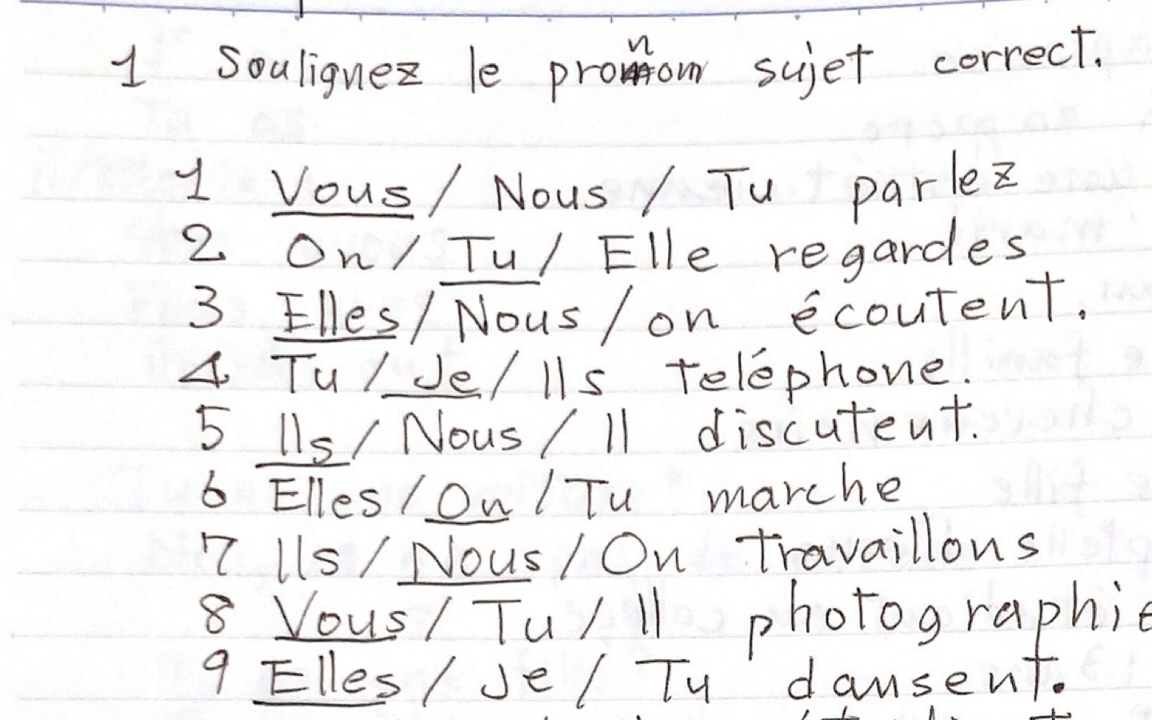 1 Soulignez le pronom sujet correct.
1 Vous / Nous / Tu parlez
2 On / Tu / Elle regardes
3 Elles / Nous / on écoutent.
4 Tu / Je / Ils teléphone.
5 Ils / Nous / Il discutent.
6 Elles / On / Tu marche
7 Ils / Nous / On travaillons
8 Vous / Tu / Il
9 Elles / Je / Tu dansent.